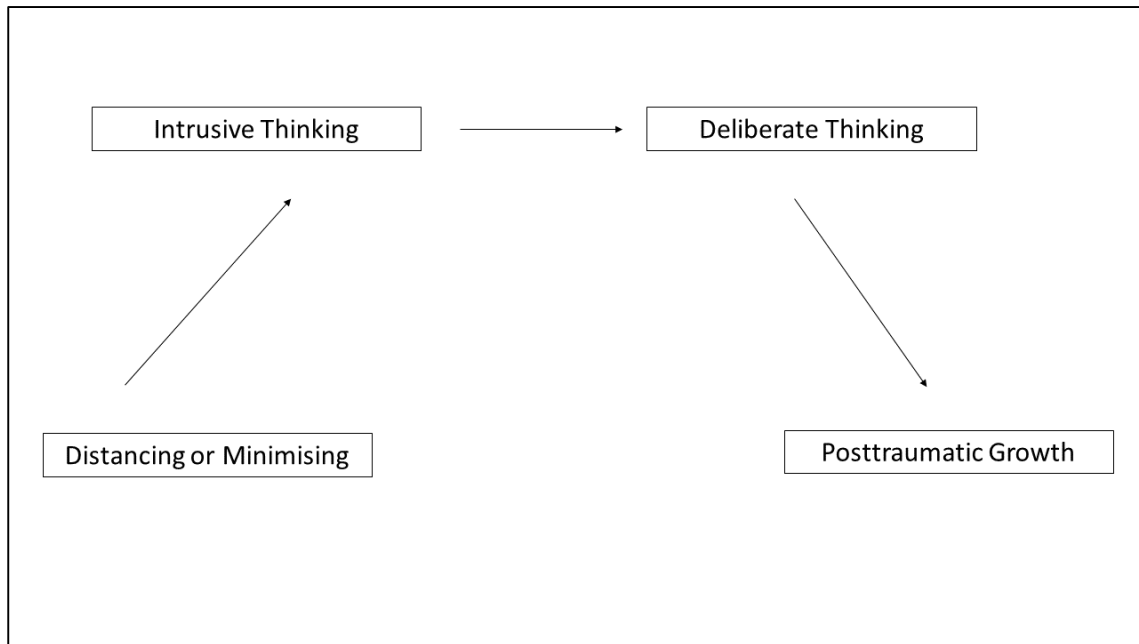 Intrusive Thinking
Deliberate Thinking
Distancing or Minimising
Posttraumatic Growth